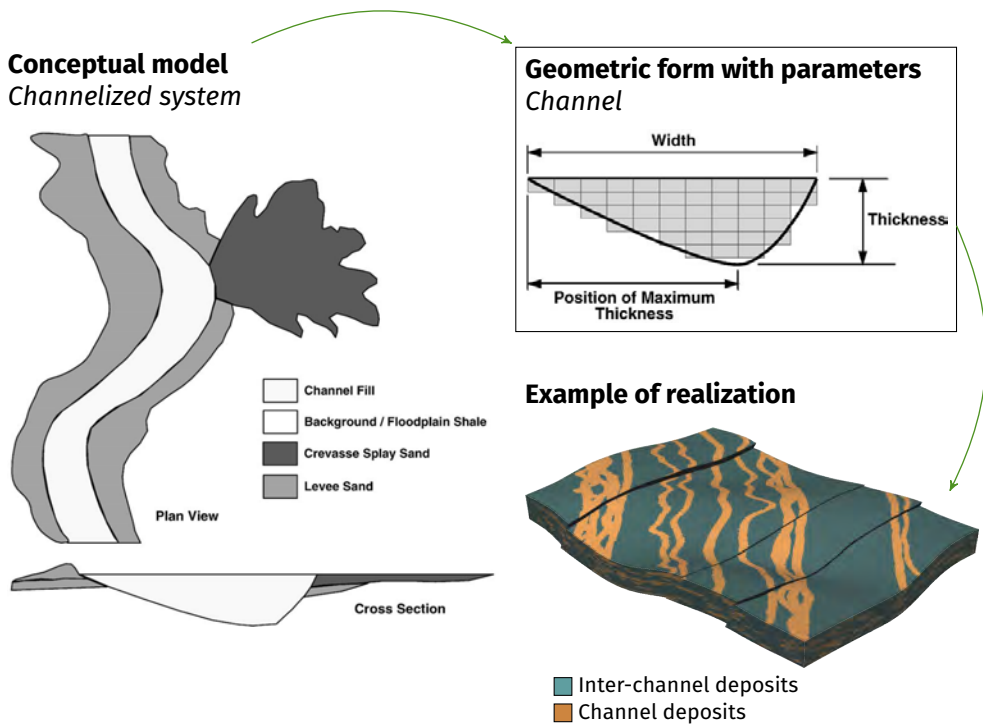 Conceptual model
Channelized system
Channel Fill
Background / Floodplain Shale
Crevasse Splay Sand
Levee Sand
Plan View
Cross Section
Geometric form with parameters
Channel
Width
Thickness
Position of Maximum
Thickness
Example of realization
Inter-channel deposits
Channel deposits